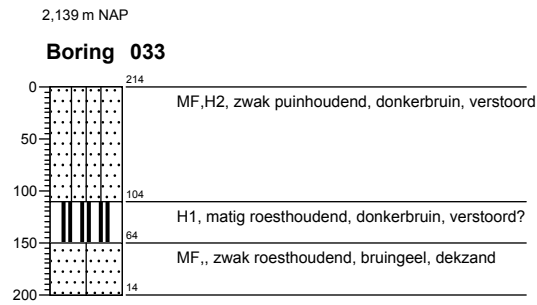 2,139 m NAP
Boring 033
0 214
MF,H2, zwak puinhoudend, donkerbruin, verstoord
50
100 104
H1, matig roesthoudend, donkerbruin, verstoord?
150 64
MF,, zwak roesthoudend, bruingeel, dekzand
200 14